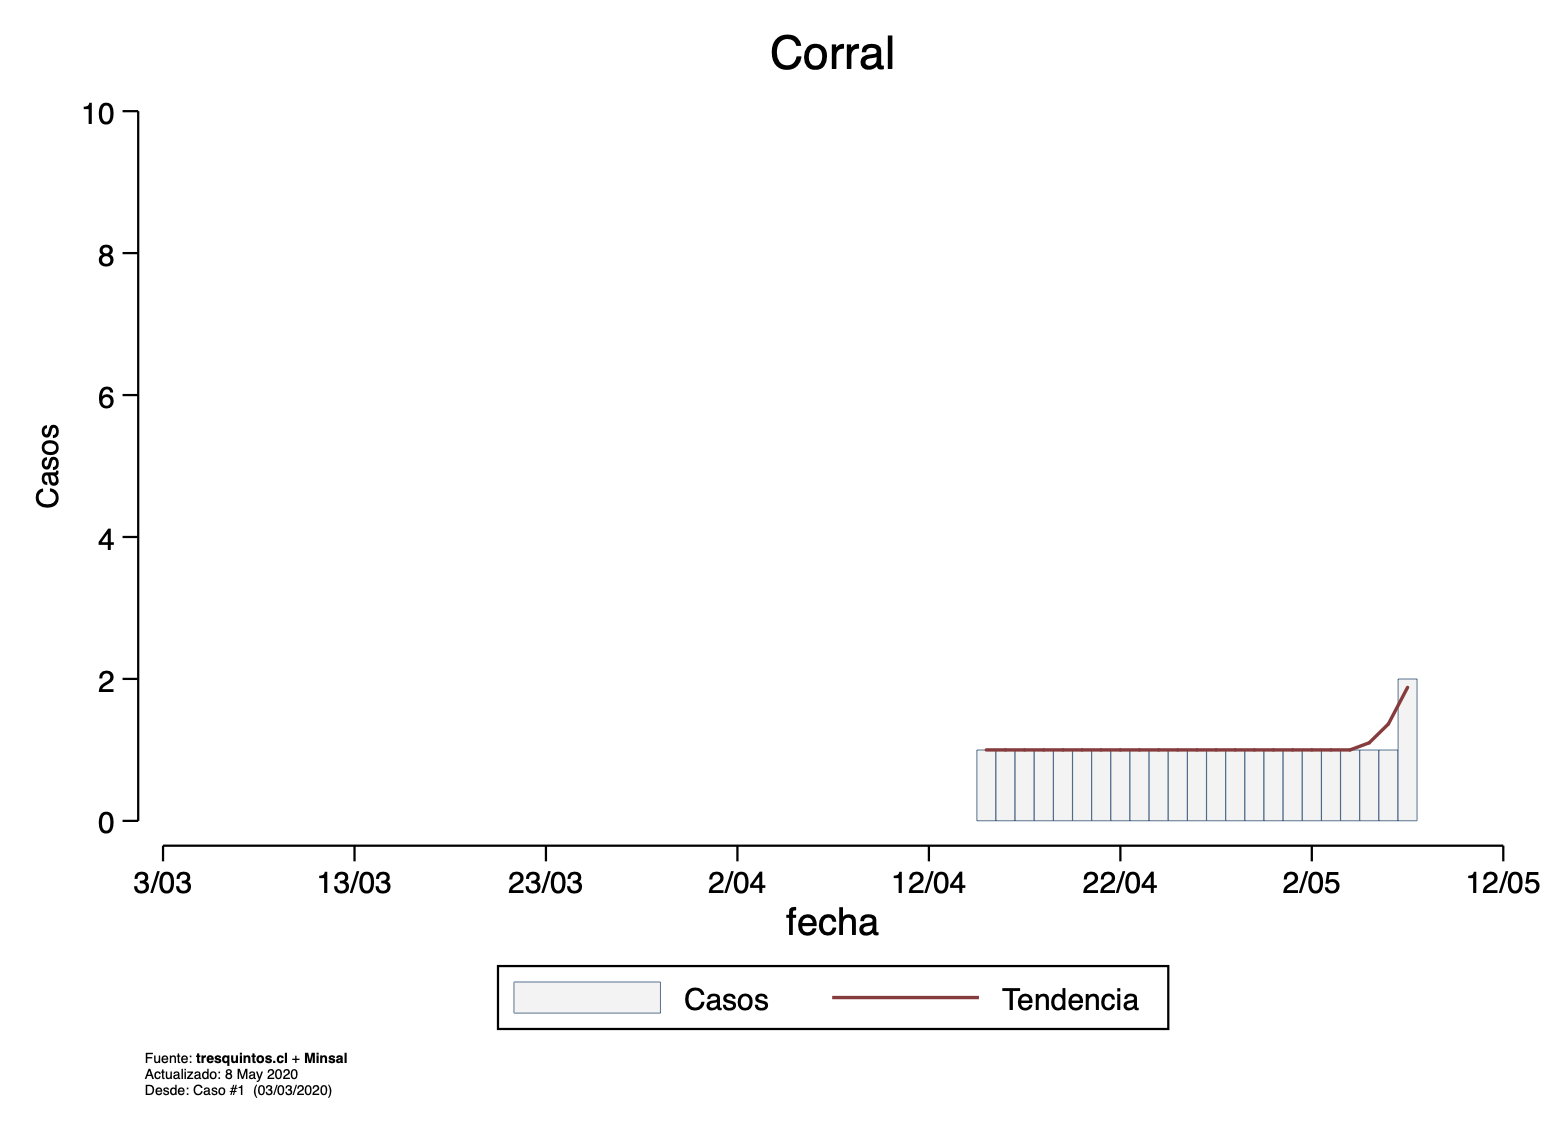 Corral
10
8
6
4
2
0
Casos
3/03 13/03 23/03 2/04 12/04 22/04 2/05 12/05
fecha
Casos Tendencia
Fuente: tresquintos.cl + Minsal
Actualizado: 8 May 2020
Desde: Caso #1 (03/03/2020)